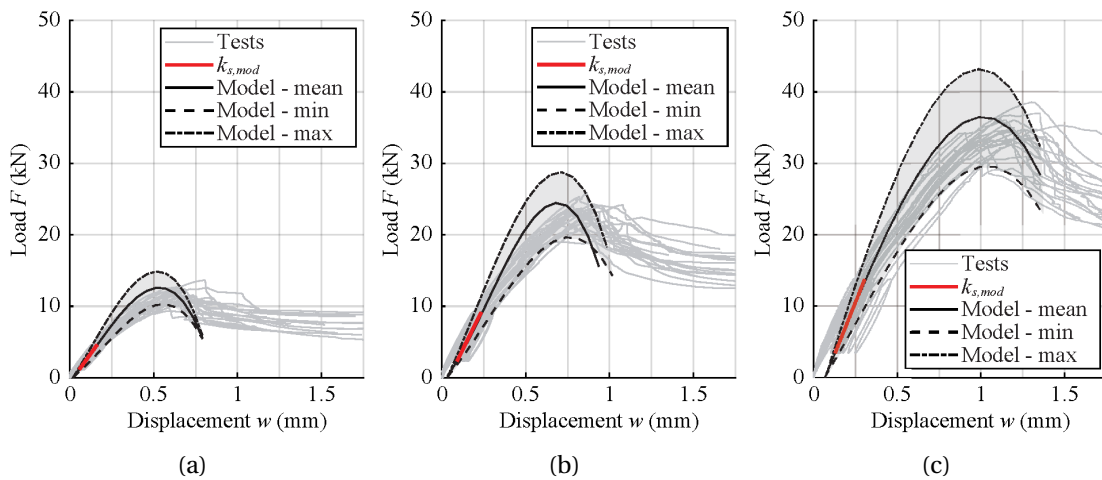 50
40
30
20
10
0
Load F (kN)
Tests
k_{s,mod}
Model - mean
Model - min
Model - max
0 0.5 1 1.5
Displacement w (mm)
(a)
50
40
30
20
10
0
Load F (kN)
Tests
k_{s,mod}
Model - mean
Model - min
Model - max
0 0.5 1 1.5
Displacement w (mm)
(b)
50
40
30
20
10
0
Load F (kN)
Tests
k_{s,mod}
Model - mean
Model - min
Model - max
0 0.5 1 1.5
Displacement w (mm)
(c)